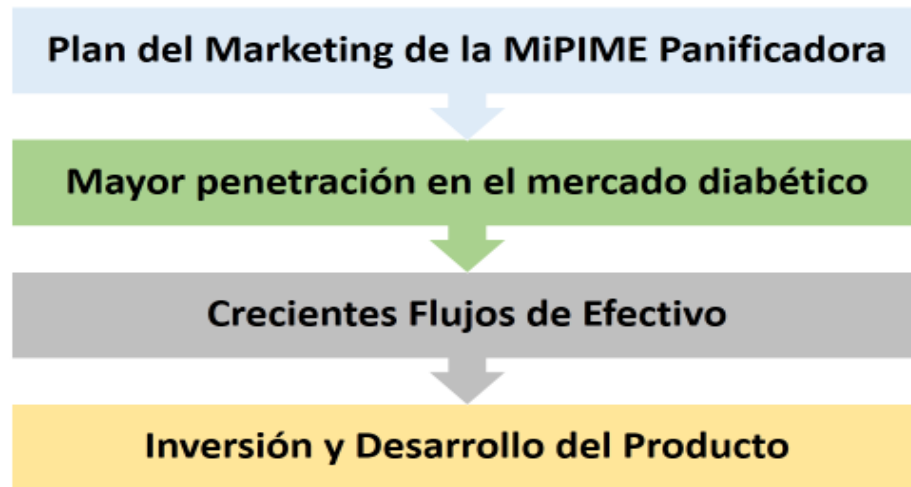 Plan del Marketing de la MiPIME Panificadora
Mayor penetración en el mercado diabético
Crecientes Flujos de Efectivo
Inversión y Desarrollo del Producto